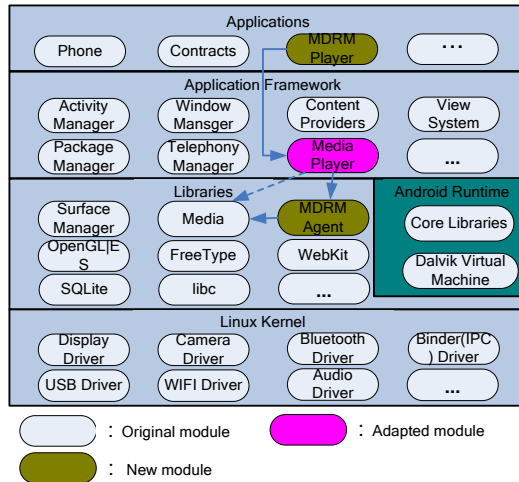 Applications
Phone
Contracts
MDRM
Player
...
Application Framework
Activity
Manager
Window
Mansger
Content
Providers
View
System
Package
Manager
Telephony
Manager
Media
Player
...
Libraries
Surface
Manager
Media
MDRM
Agent
OpenGL|E
S
FreeType
WebKit
SQLite
libc
...
Android Runtime
Core Libraries
Dalvik Virtual
Machine
Linux Kernel
Display
Driver
Camera
Driver
Bluetooth
Driver
Binder(IPC
) Driver
USB Driver
WIFI Driver
Audio
Driver
...
: Original module
: Adapted module
: New module